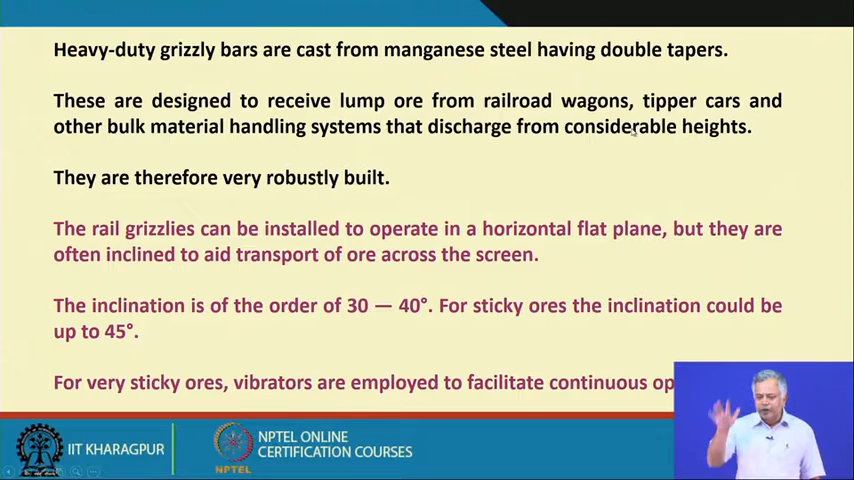 Heavy-duty grizzly bars are cast from manganese steel having double tapers.
These are designed to receive lump ore from railroad wagons, tipper cars and
other bulk material handling systems that discharge from considerable heights.
They are therefore very robustly built.
The rail grizzlies can be installed to operate in a horizontal flat plane, but they are
often inclined to aid transport of ore across the screen.
The inclination is of the order of 30 — 40°. For sticky ores the inclination could be
up to 45°.
For very sticky ores, vibrators are employed to facilitate continuous op
IIT KHARAGPUR
NPTEL
NPTEL ONLINE
CERTIFICATION COURSES